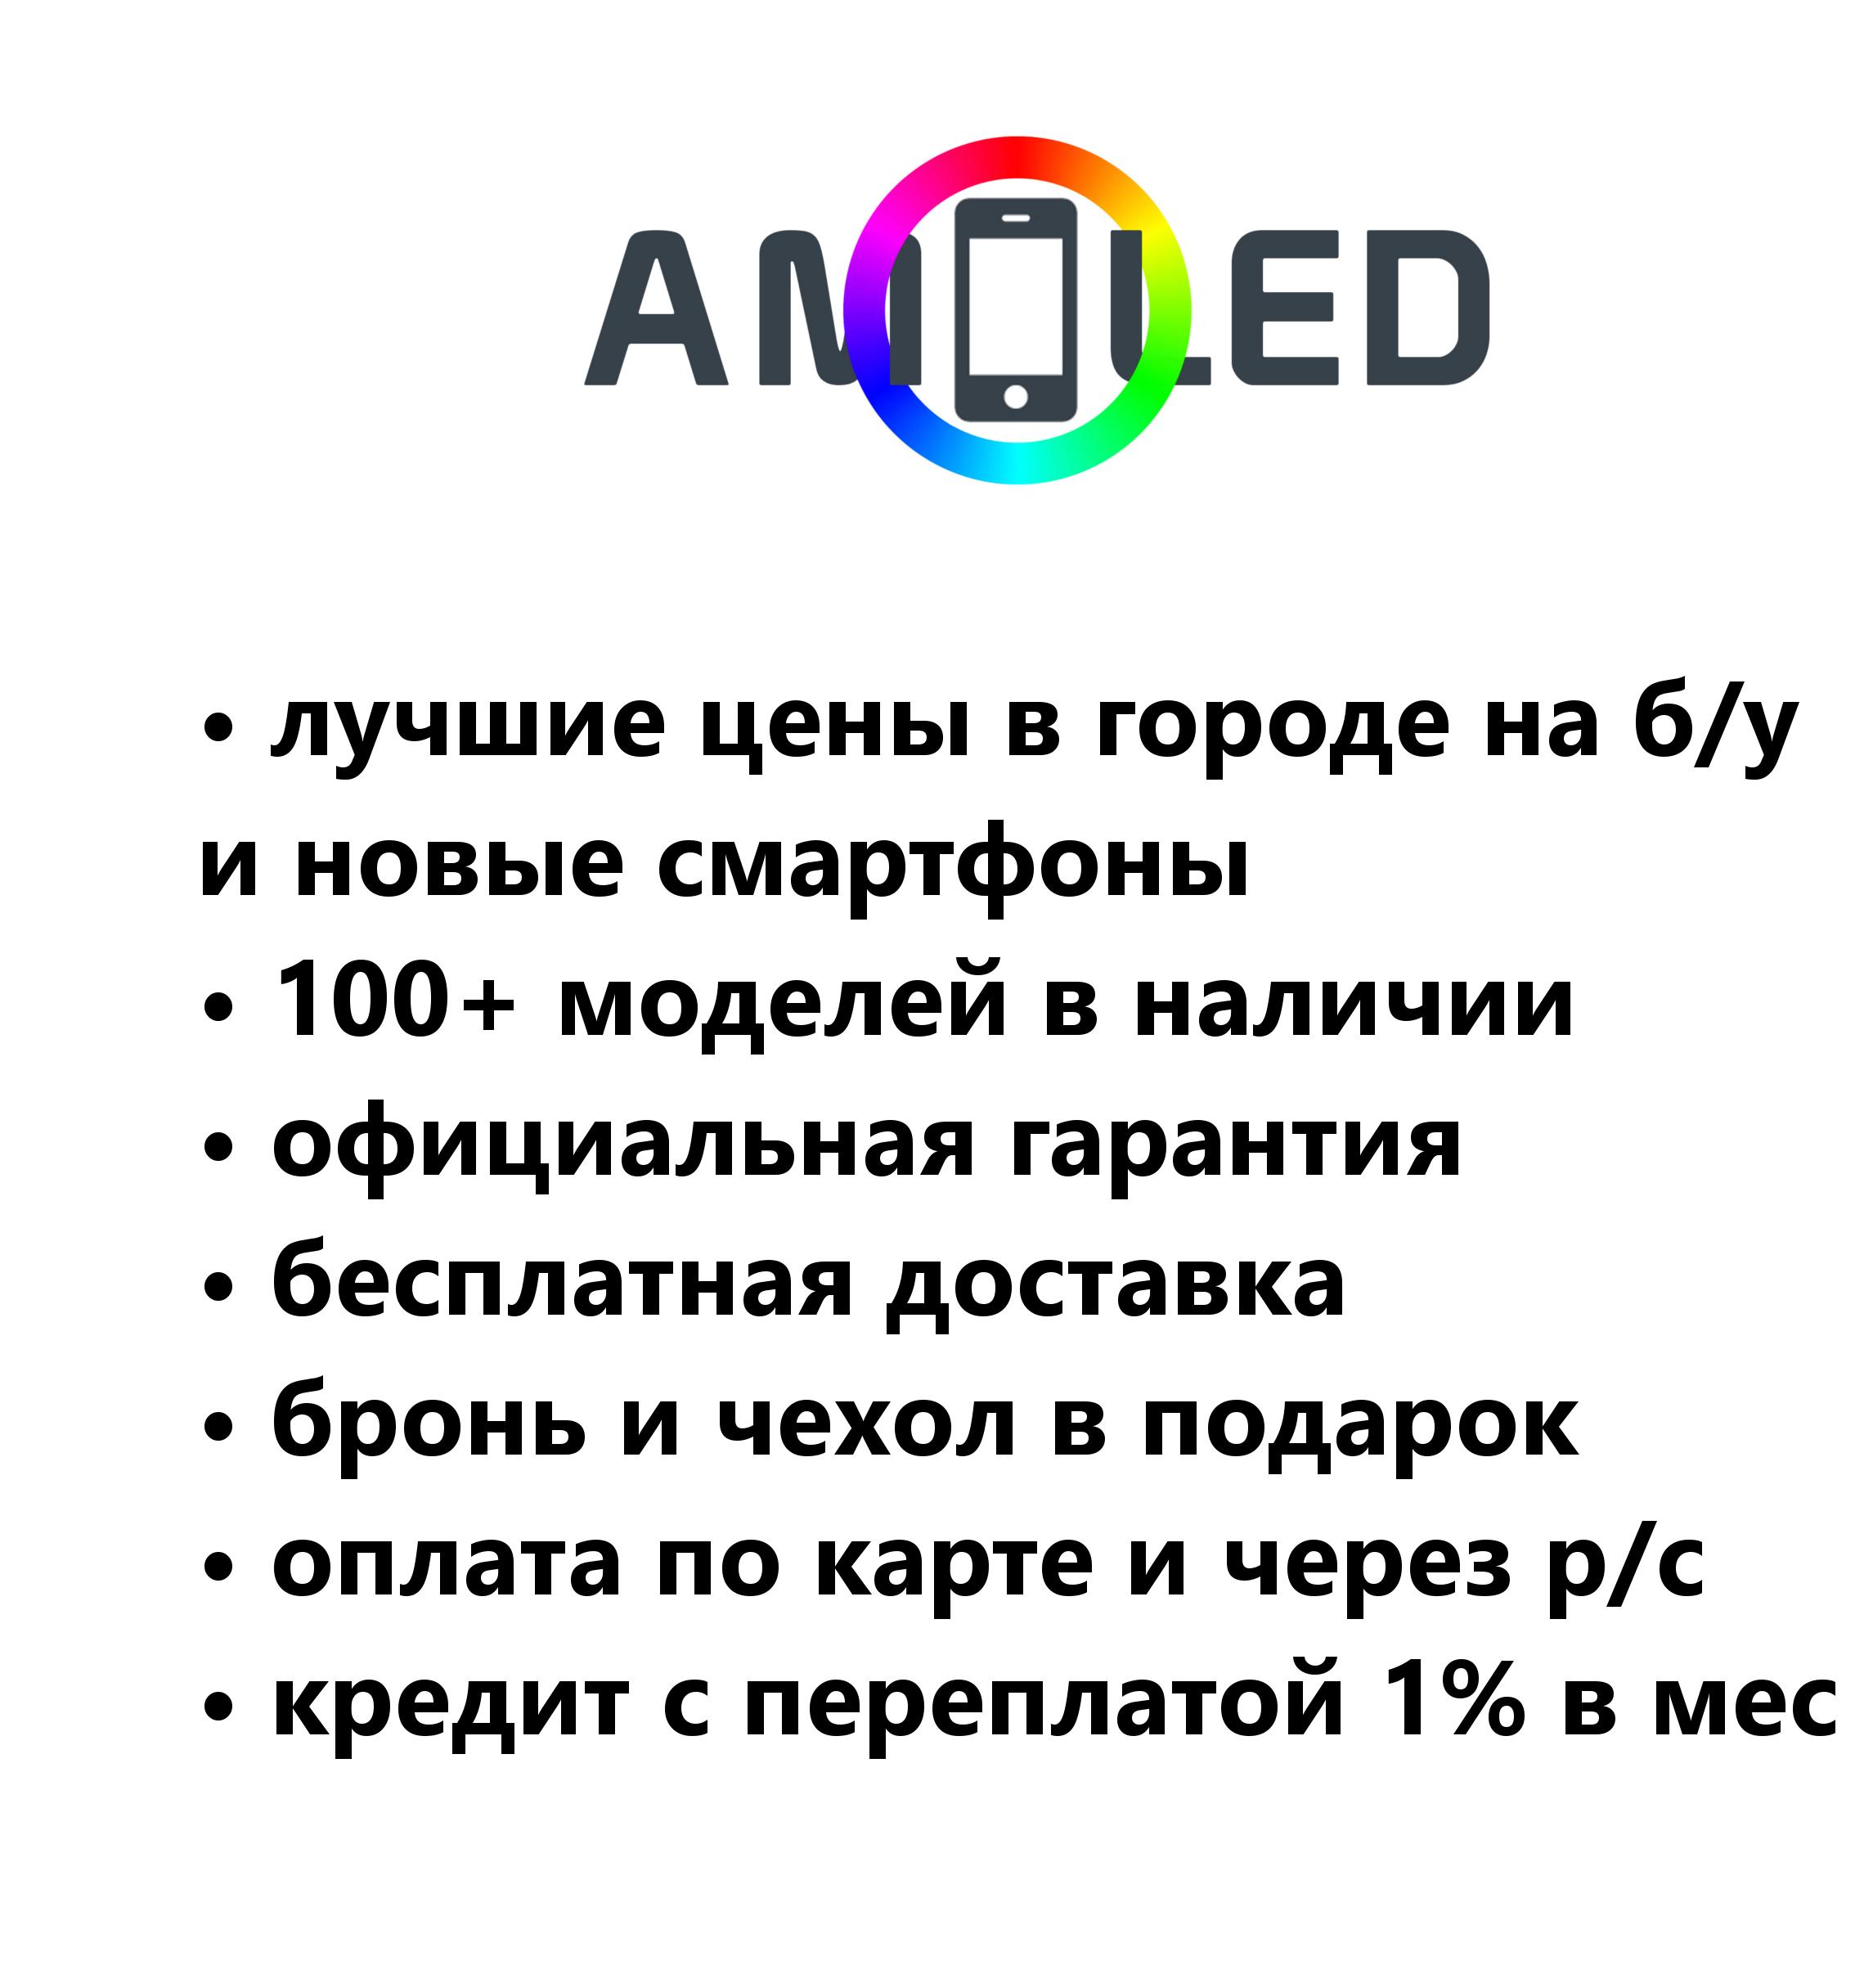 AMOLED
• лучшие цены в городе на б/у
и новые смартфоны
• 100+ моделей в наличии
• официальная гарантия
• бесплатная доставка
• бронь и чехол в подарок
• оплата по карте и через р/с
• кредит с переплатой 1% в мес